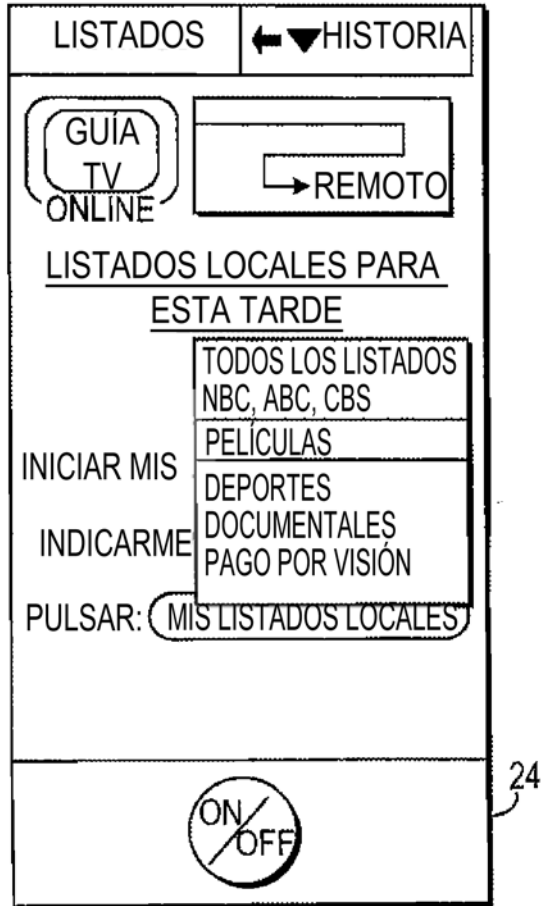 LISTADOS
HISTORIA
GUÍA
TV
ONLINE
REMOTO
LISTADOS LOCALES PARA
ESTA TARDE
TODOS LOS LISTADOS
NBC, ABC, CBS
PELÍCULAS
INICIAR MIS
DEPORTES
INDICARME
DOCUMENTALES
PAGO POR VISIÓN
PULSAR: MIS LISTADOS LOCALES
24
ON/OFF